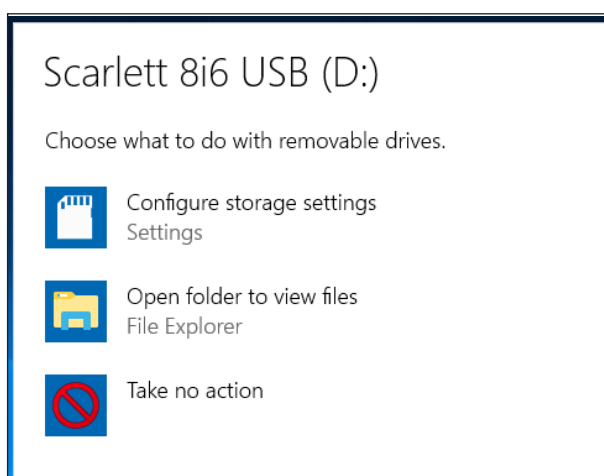 Scarlett 8i6 USB (D:)
Choose what to do with removable drives.
Configure storage settings
Settings
Open folder to view files
File Explorer
Take no action